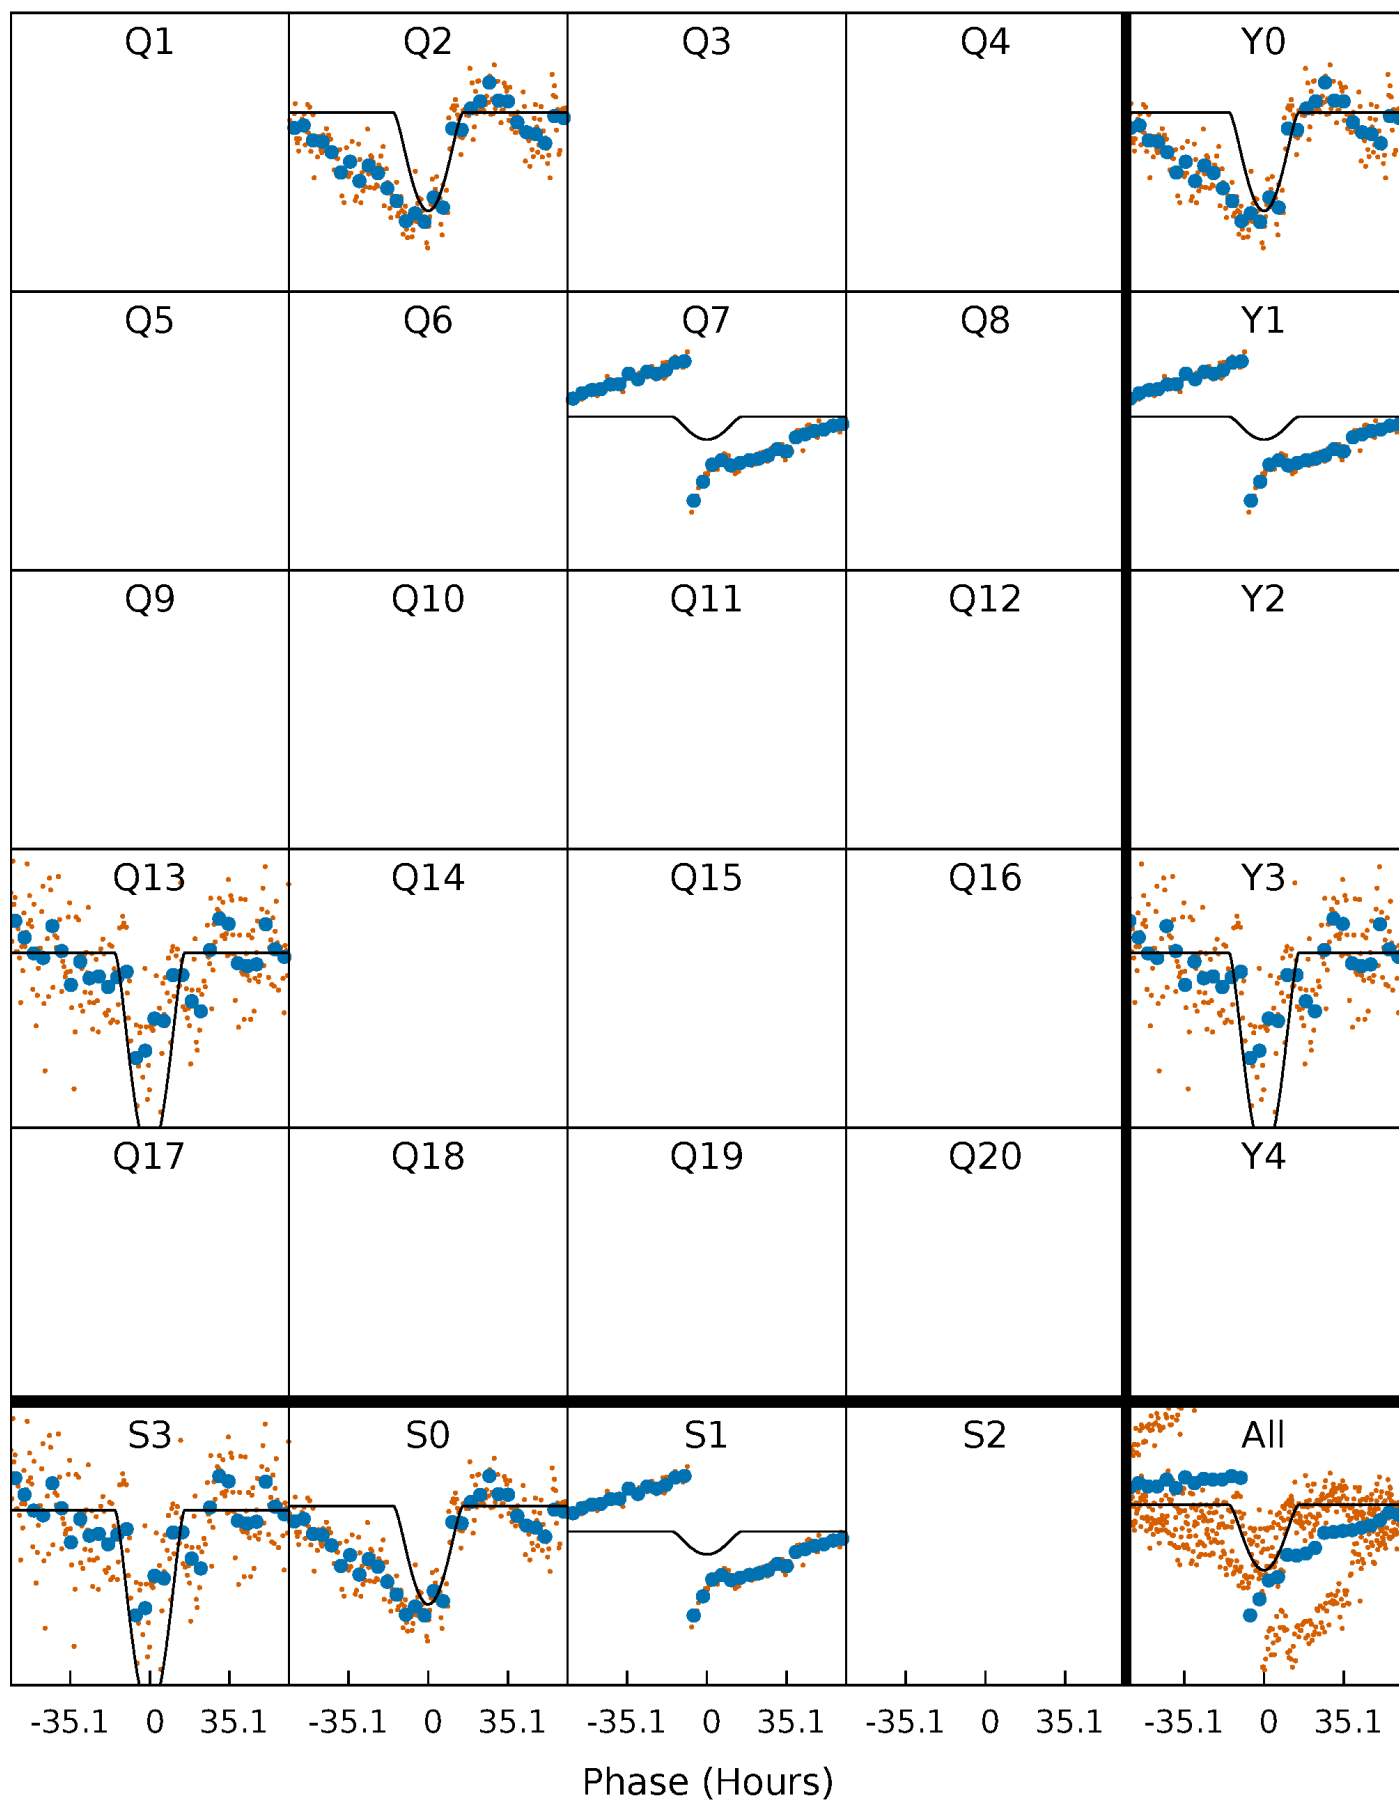 Q1 Q2 Q3 Q4 Y0
Q5 Q6 Q7 Q8 Y1
Q9 Q10 Q11 Q12 Y2
Q13 Q14 Q15 Q16 Y3
Q17 Q18 Q19 Q20 Y4
S3 S0 S1 S2 All
-35.1 0 35.1 -35.1 0 35.1 -35.1 0 35.1 -35.1 0 35.1 -35.1 0 35.1
Phase (Hours)